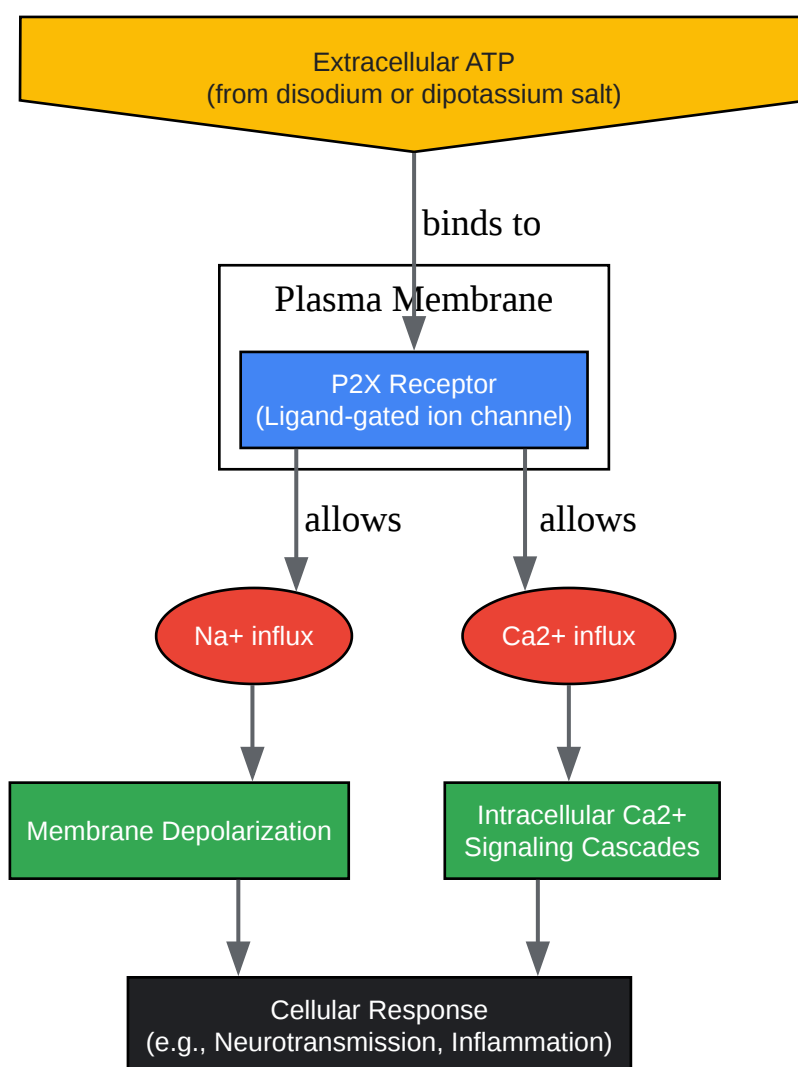 Extracellular ATP
(from disodium or dipotassium salt)
binds to
Plasma Membrane
P2X Receptor
(Ligand-gated ion channel)
allows
allows
Na+ influx
Ca2+ influx
Membrane Depolarization
Intracellular Ca2+
Signaling Cascades
Cellular Response
(e.g., Neurotransmission, Inflammation)